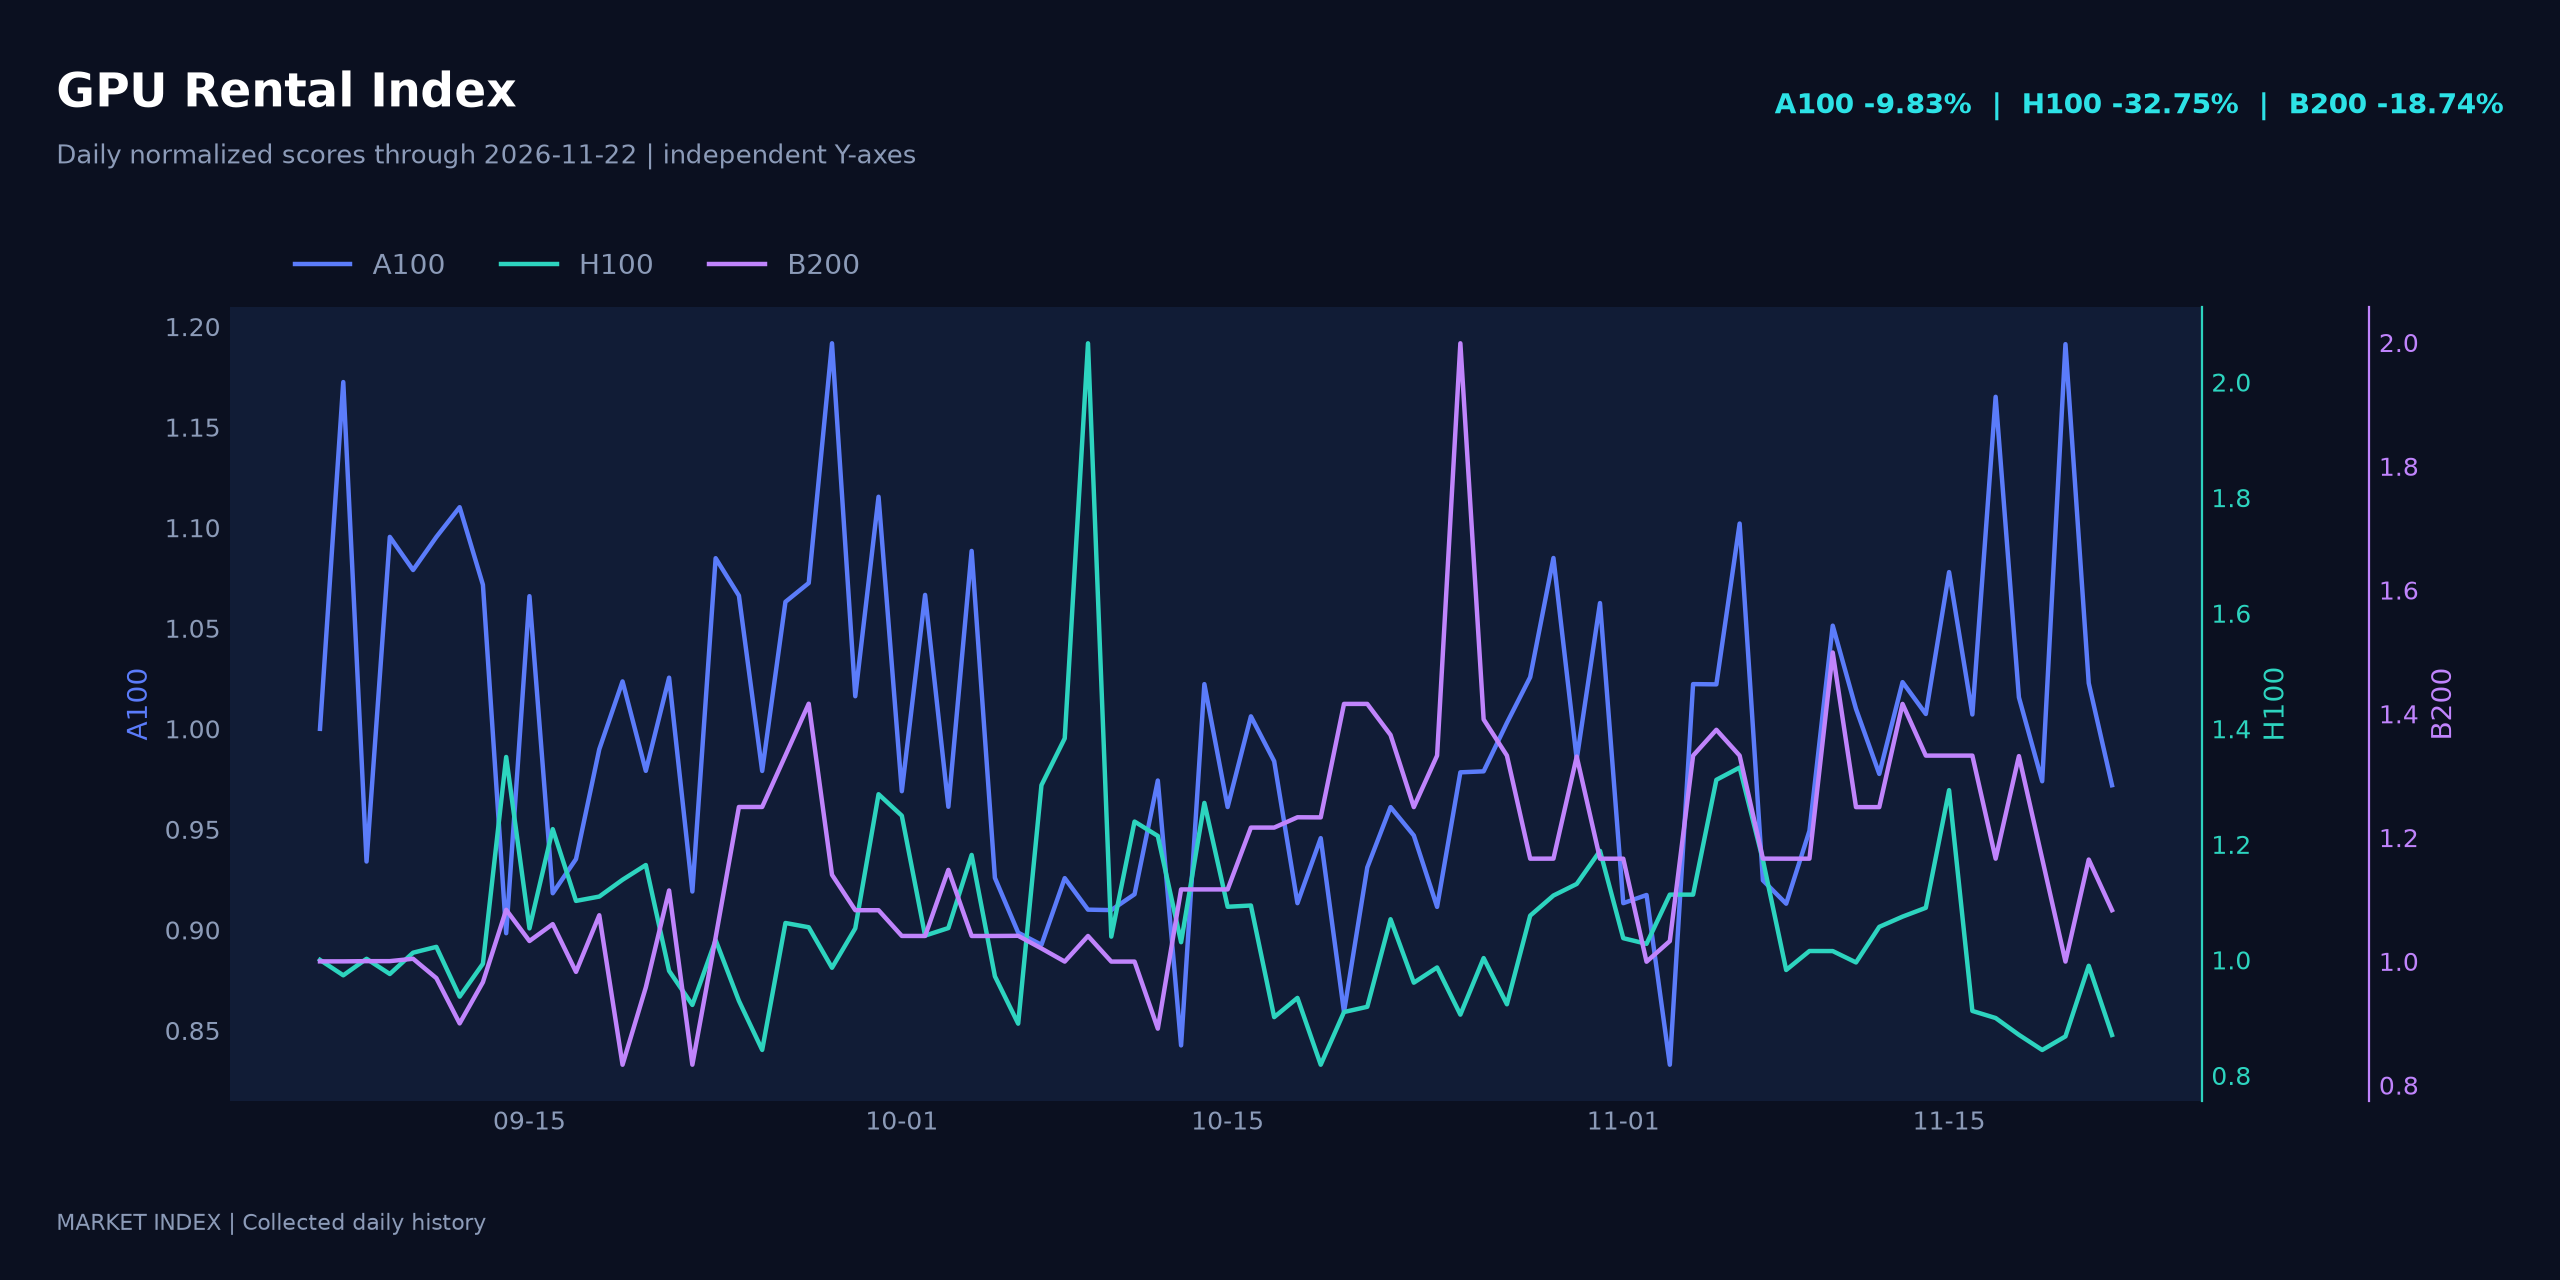 GPU Rental Index
A100 -9.83% | H100 -32.75% | B200 -18.74%
Daily normalized scores through 2026-11-22 | independent Y-axes
A100 H100 B200
1.20
1.15
1.10
1.05
1.00
0.95
0.90
0.85
A100
2.0
1.8
1.6
1.4
1.2
1.0
0.8
H100
2.0
1.8
1.6
1.4
1.2
1.0
0.8
B200
09-15 10-01 10-15 11-01 11-15
MARKET INDEX | Collected daily history